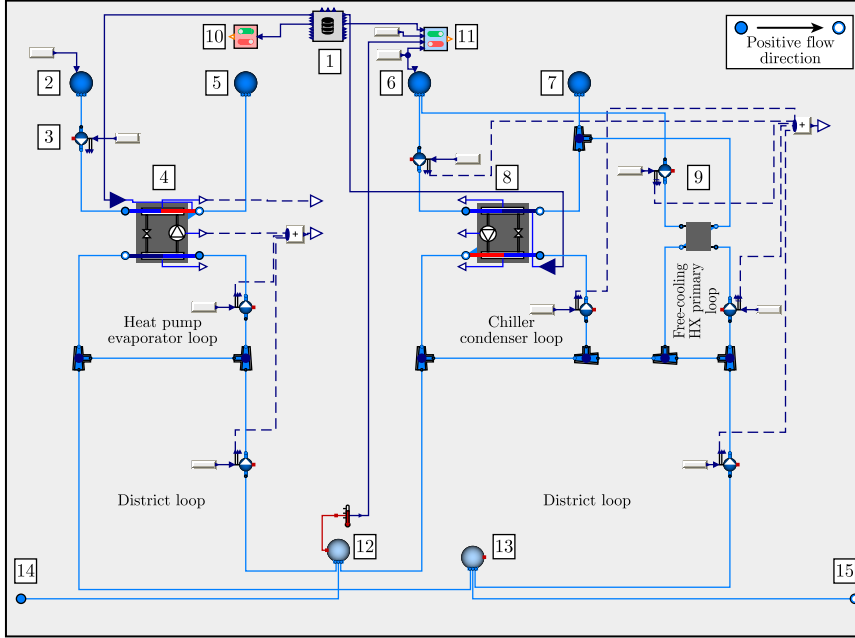 10
11
1
Positive flow
direction
2
5
6
7
3
4
8
9
+
+
Heat pump
evaporator loop
Chiller
condenser loop
Free-cooling
HX primary
loop
District loop
District loop
12
13
14
15